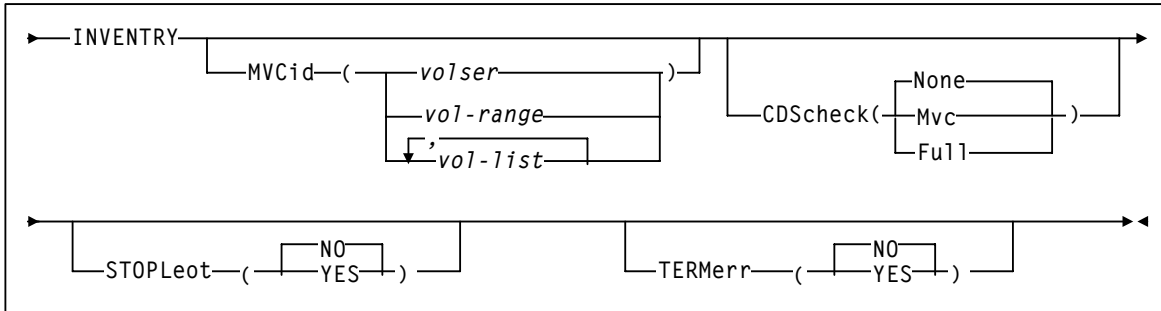 INVENTRY
MVCid ( volser )
vol-range
,
vol-list
None
CDScheck( Mvc )
Full
NO
STOPLeot ( YES )
NO
TERMerr ( YES )